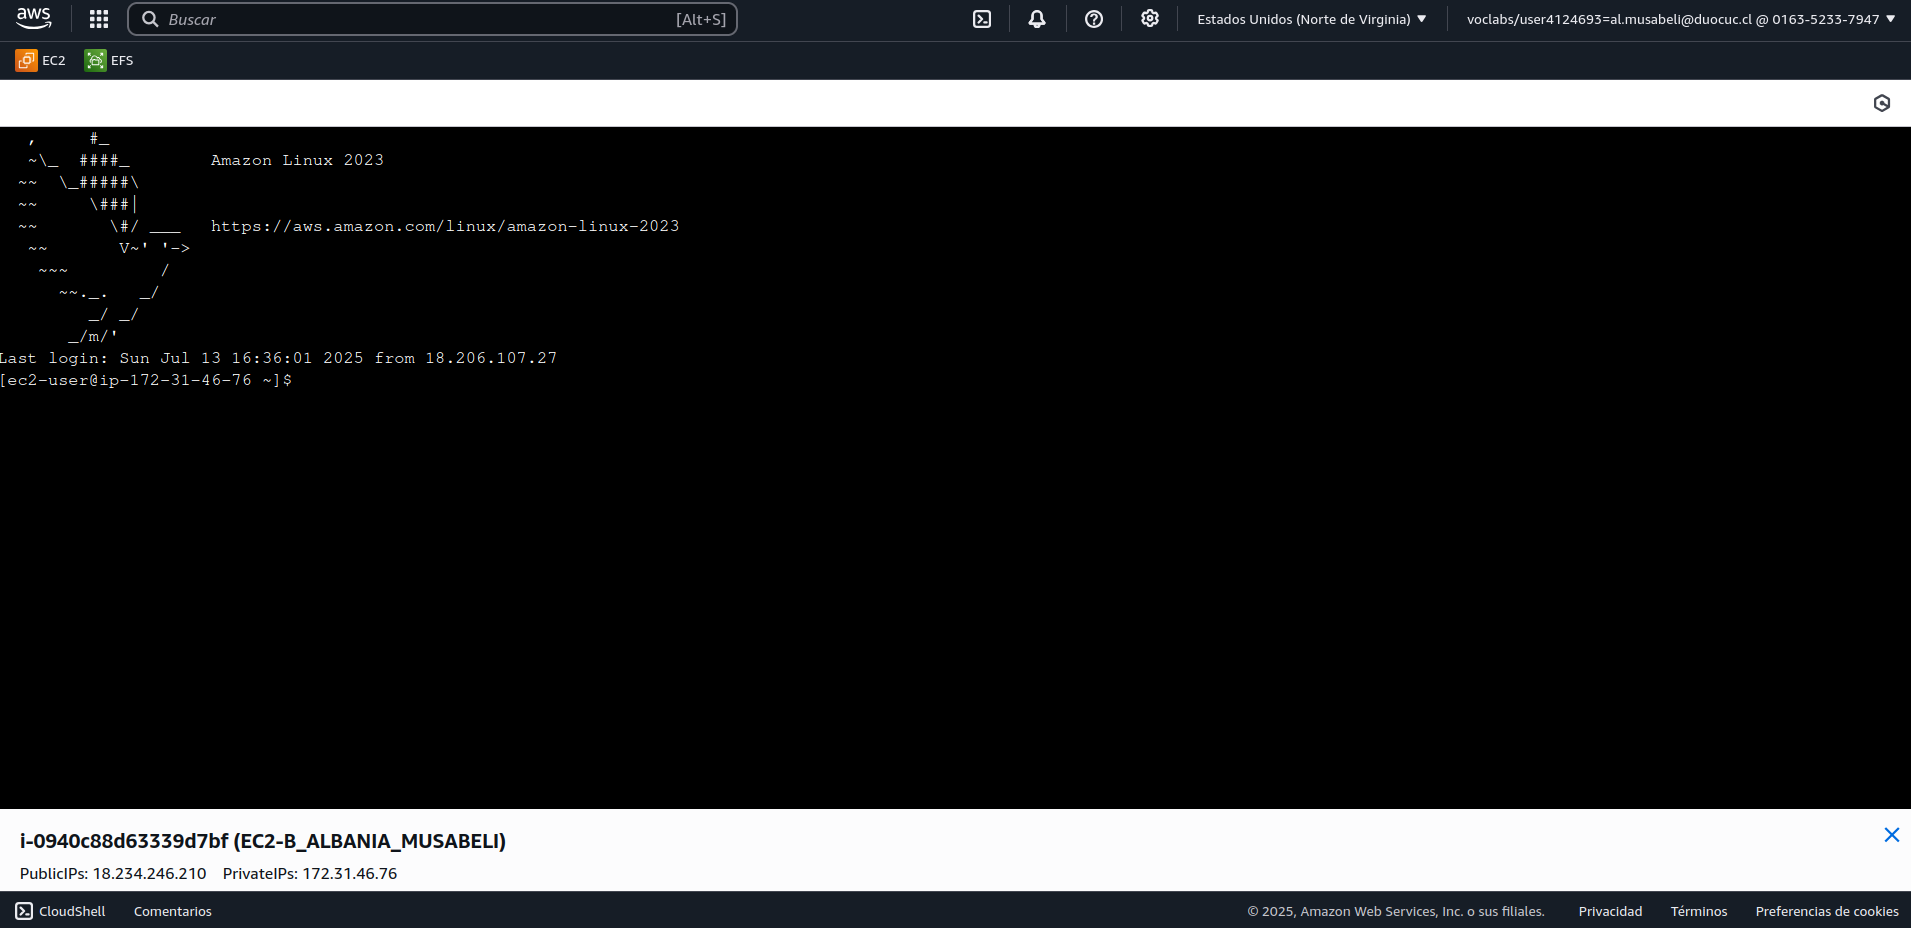 aws
Buscar [Alt+S]
Estados Unidos (Norte de Virginia) ▼
voclabs/user4124693=al.musabeli@duocuc.cl @ 0163-5233-7947 ▼
EC2 EFS
   ,     #_
   ~\_  ####_        Amazon Linux 2023
  ~~  \_#####\
  ~~     \###|
  ~~       \#/ ___   https://aws.amazon.com/linux/amazon-linux-2023
   ~~       V~' '->
    ~~~         /
      ~~._.   _/
         _/ _/
       _/m/'
Last login: Sun Jul 13 16:36:01 2025 from 18.206.107.27
[ec2-user@ip-172-31-46-76 ~]$
i-0940c88d63339d7bf (EC2-B_ALBANIA_MUSABELI)
PublicIPs: 18.234.246.210 PrivateIPs: 172.31.46.76
CloudShell Comentarios © 2025, Amazon Web Services, Inc. o sus filiales. Privacidad Términos Preferencias de cookies